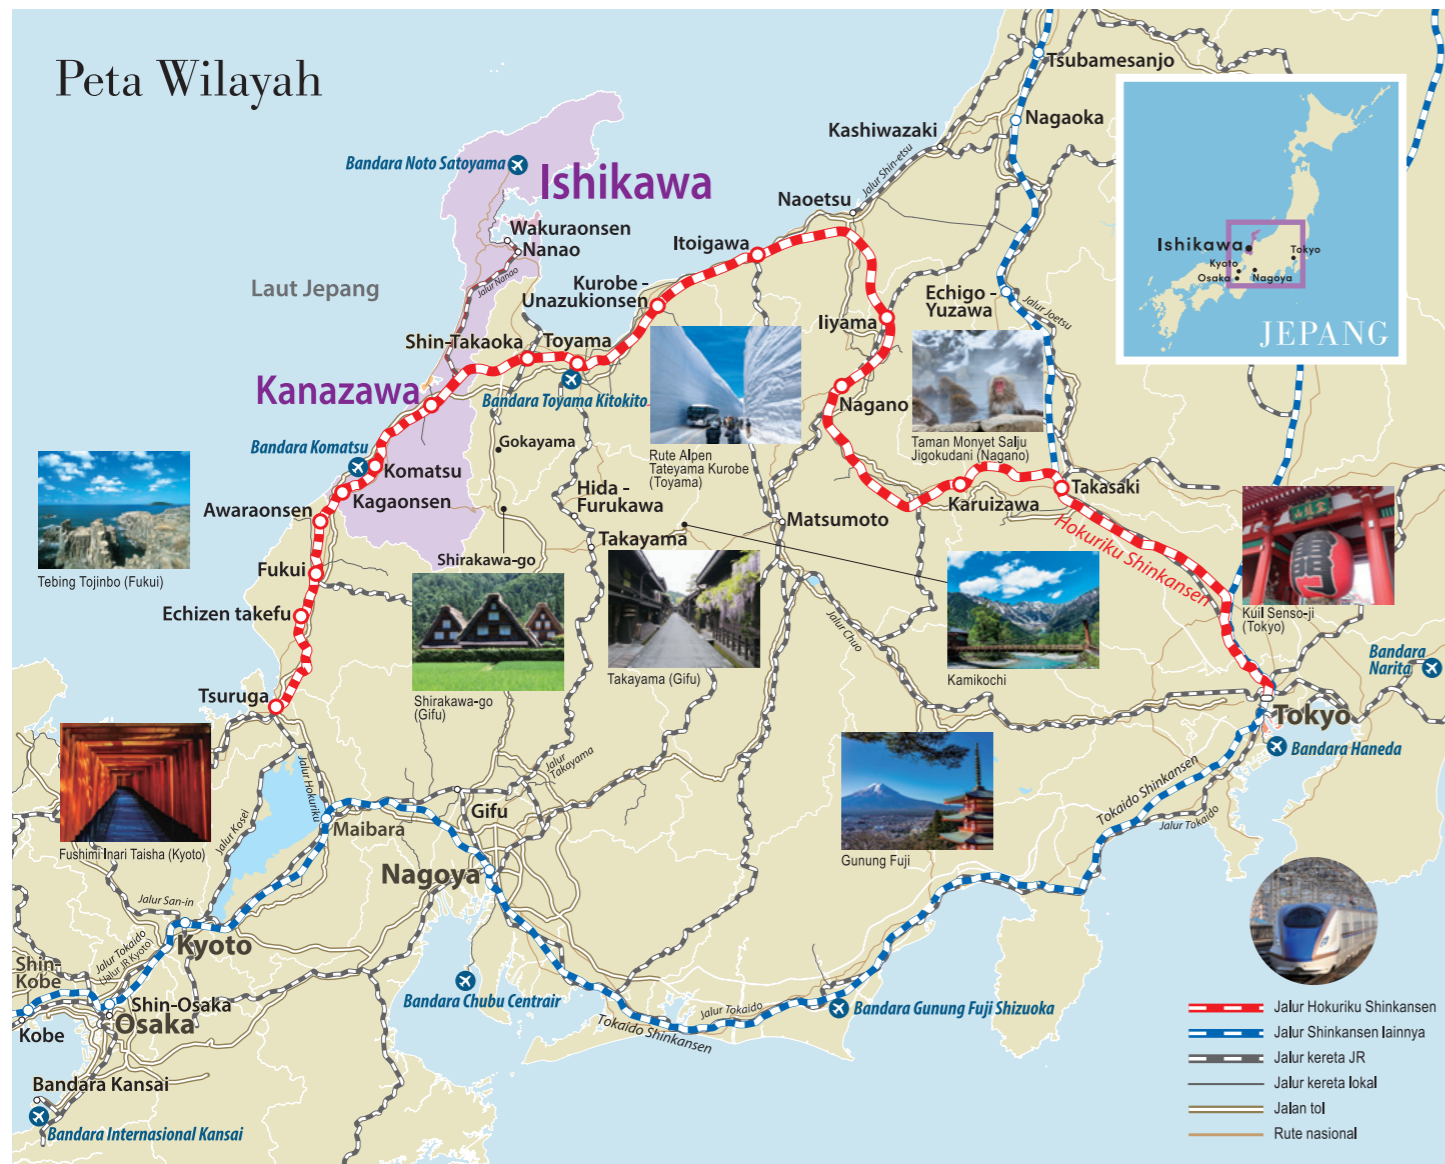 Peta Wilayah
Tsubamesanjo
Nagaoka
Kashiwazaki
Jalur Shin-etsu
Bandara Noto Satoyama
Ishikawa
Naoetsu
Wakuraonsen
Nanao
Itoigawa
Jalur Nanao
Laut Jepang
Kurobe -
Unazukionsen
Echigo -
Yuzawa
Jalur Joetsu
Iiyama
Shin-Takaoka
Toyama
Kanazawa
Bandara Toyama Kitokito
Nagano
Ishikawa
Kyoto
Osaka
Nagoya
Tokyo
JEPANG
Bandara Komatsu
Gokayama
Rute Alpen
Tateyama Kurobe
(Toyama)
Taman Monyet Salju
Jigokudani (Nagano)
Komatsu
Kagaonsen
Hida -
Furukawa
Karuizawa
Takasaki
Awaraonsen
Matsumoto
Takayama
Hokuriku Shinkansen
Shirakawa-go
Fukui
Tebing Tojinbo (Fukui)
Echizen takefu
Kuil Senso-ji
(Tokyo)
Jalur Chuo
Bandara
Narita
Takayama (Gifu)
Kamikochi
Tsuruga
Shirakawa-go
(Gifu)
Tokyo
Bandara Haneda
Jalur Hokuriku
Jalur
Takayama
Tokaido Shinkansen
Jalur Kosei
Gifu
Maibara
Jalur Tokaido
Fushimi Inari Taisha (Kyoto)
Gunung Fuji
Nagoya
Jalur San-in
Kyoto
Jalur Tokaido
(Jalur JR Kyoto)
Shin-
Kobe
Shin-Osaka
Osaka
Kobe
Bandara Chubu Centrair
Jalur Tokaido
Bandara Gunung Fuji Shizuoka
Tokaido Shinkansen
Bandara Kansai
Bandara Internasional Kansai
Jalur Hokuriku Shinkansen
Jalur Shinkansen lainnya
Jalur kereta JR
Jalur kereta lokal
Jalan tol
Rute nasional